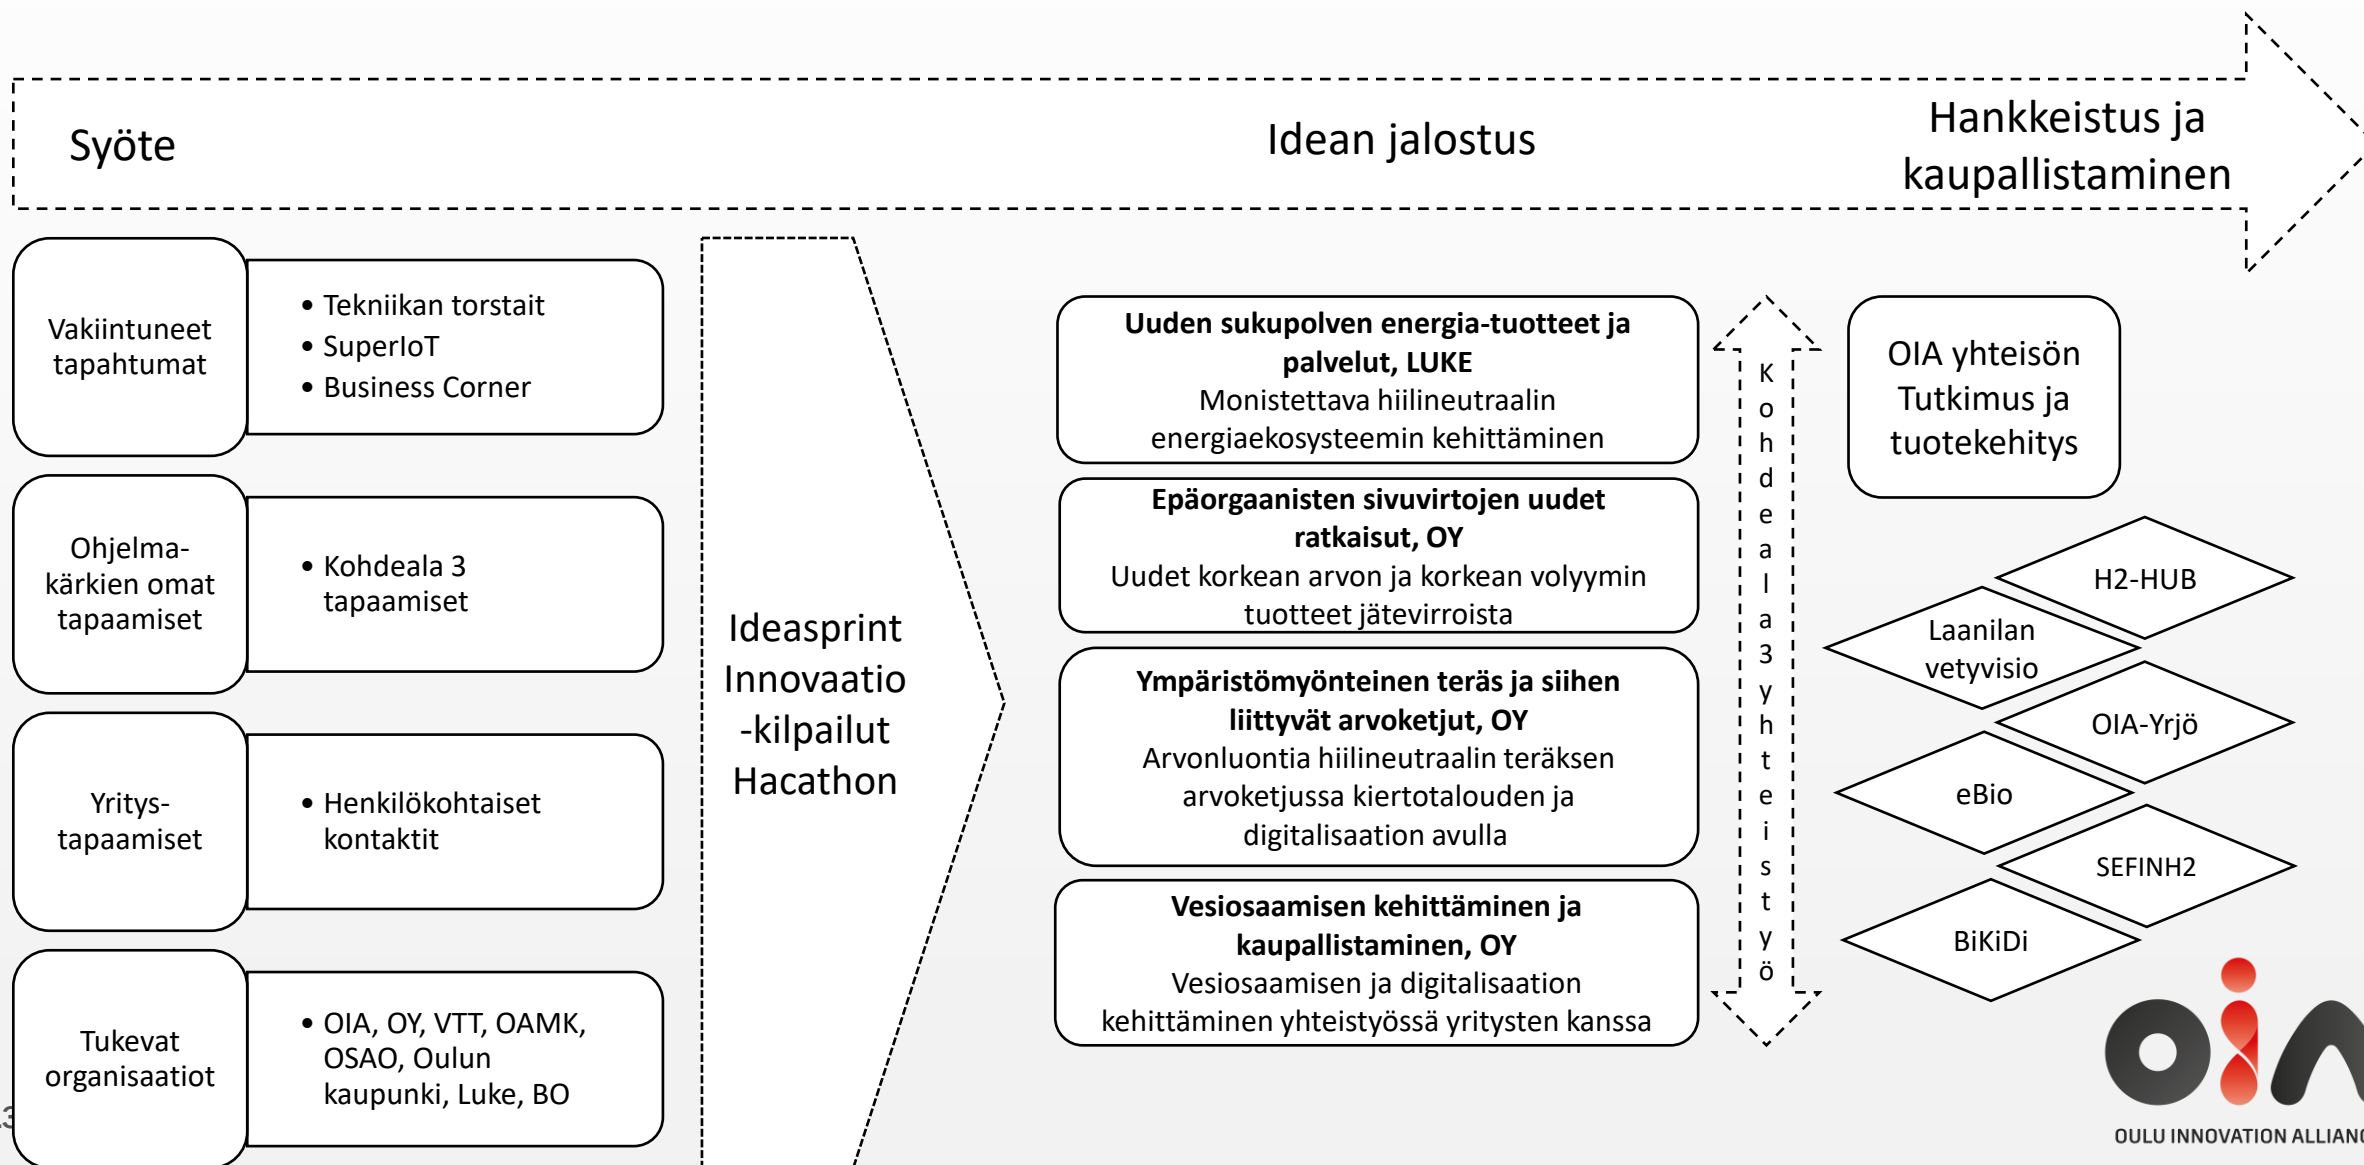 Syöte
Idean jalostus
Hankkeistus ja
kaupallistaminen
Vakiintuneet
tapahtumat
• Tekniikan torstait
• SuperIoT
• Business Corner
Ohjelma-
kärkien omat
tapaamiset
• Kohdeala 3
tapaamiset
Yritys-
tapaamiset
• Henkilökohtaiset
kontaktit
Tukevat
organisaatiot
• OIA, OY, VTT, OAMK,
OSAO, Oulun
kaupunki, Luke, BO
Ideasprint
Innovaatio
-kilpailut
Hacathon
Uuden sukupolven energia-tuotteet ja
palvelut, LUKE
Monistettava hiilineutraalin
energiaekosysteemin kehittäminen
Epäorgaanisten sivuvirtojen uudet
ratkaisut, OY
Uudet korkean arvon ja korkean volyymin
tuotteet jätevirroista
Ympäristömyönteinen teräs ja siihen
liittyvät arvoketjut, OY
Arvonluontia hiilineutraalin teräksen
arvoketjussa kiertotalouden ja
digitalisaation avulla
Vesiosaamisen kehittäminen ja
kaupallistaminen, OY
Vesiosaamisen ja digitalisaation
kehittäminen yhteistyössä yritysten kanssa
Kohdeala3yhteistyö
OIA yhteisön
Tutkimus ja
tuotekehitys
H2-HUB
Laanilan
vetyvisio
OIA-Yrjö
eBio
SEFINH2
BiKiDi
oia
OULU INNOVATION